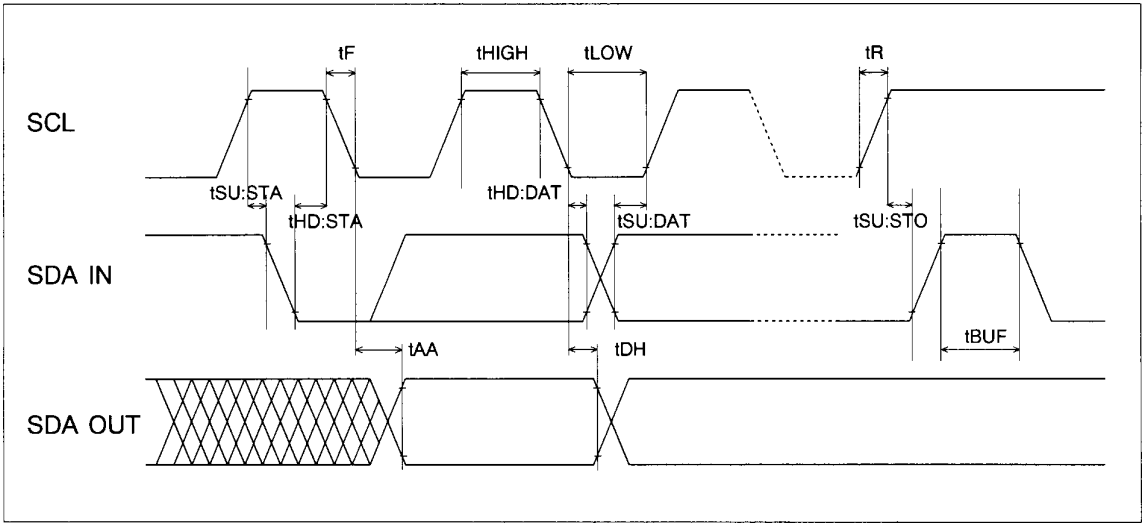 tF
tHIGH
tLOW
tR
SCL
tSU:STA
tHD:STA
tHD:DAT
tSU:DAT
tSU:STO
SDA IN
tAA
tDH
tBUF
SDA OUT